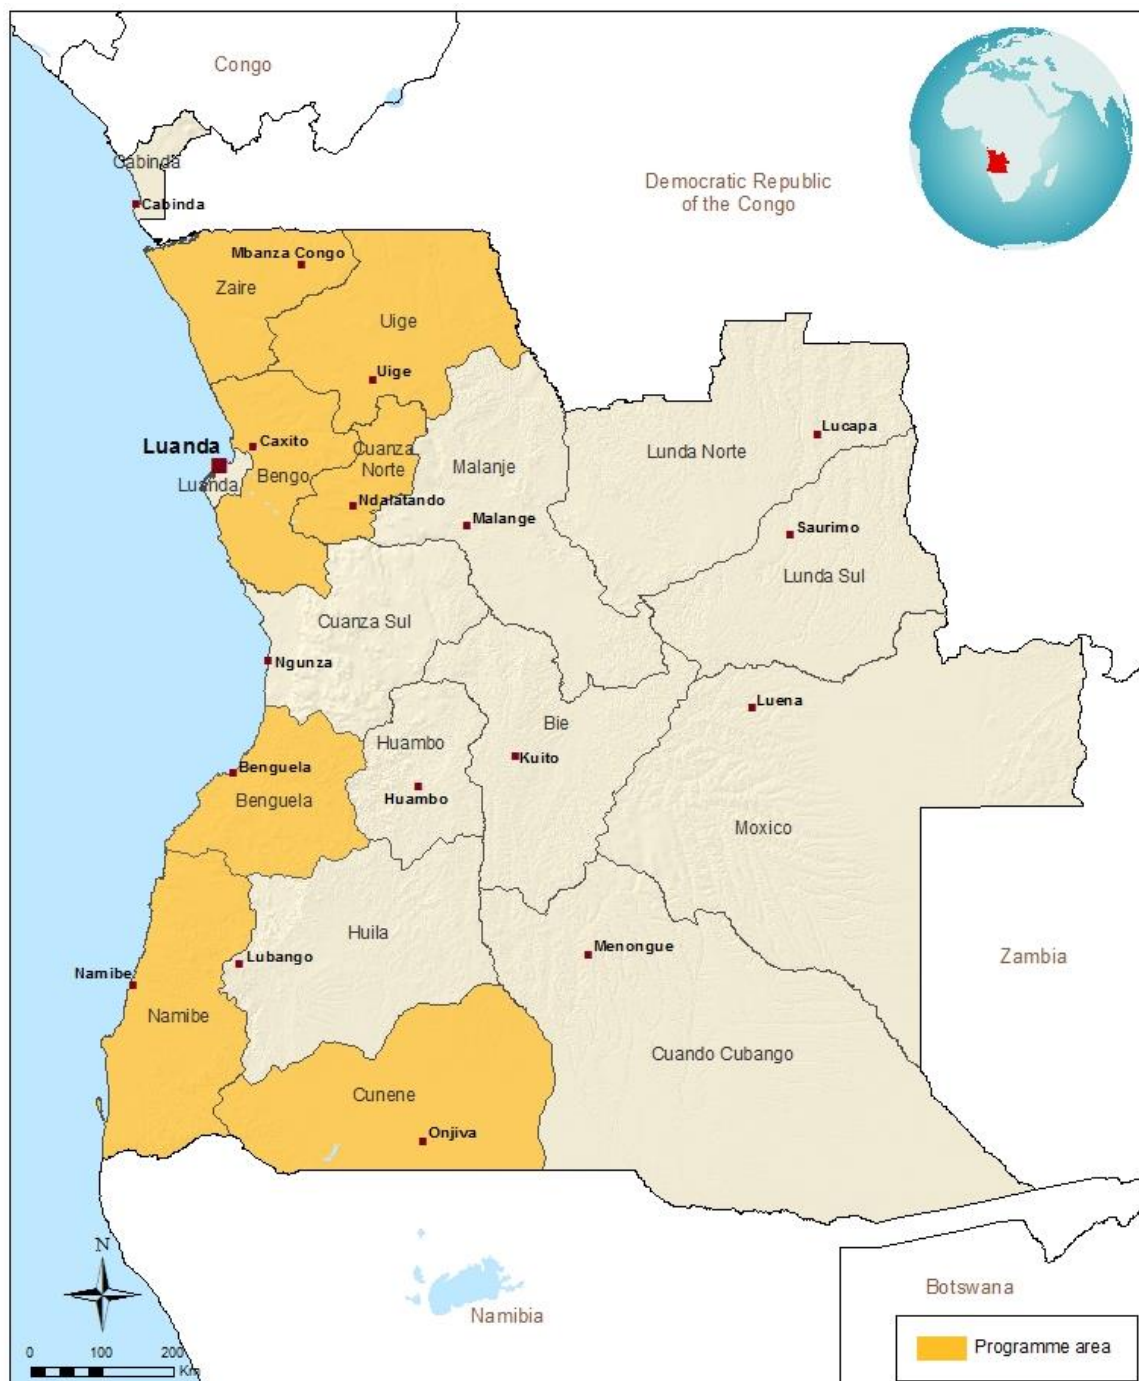 Congo
Cabinda
Cabinda
Democratic Republic
of the Congo
Mbanza Congo
Zaire
Uige
Uige
Luanda
Caxito
Cuanza
Norte
Bengo
Luanda
Ndalatando
Malanje
Malange
Lunda Norte
Lucapa
Saurimo
Lunda Sul
Cuanza Sul
Ngunza
Luena
Bie
Huambo
Kuito
Benguela
Benguela
Huambo
Moxico
Huila
Lubango
Menongue
Zambia
Namibe
Namibe
Cuando Cubango
Cunene
Onjiva
N
Namibia
Botswana
0 100 200
Km
Programme area